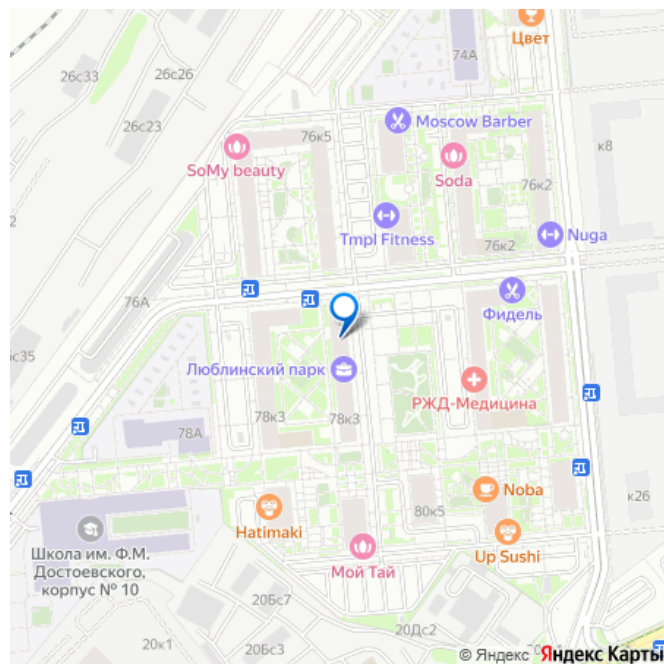 Цвет
74А
26с33
26с26
26с23
Moscow Barber
76к5
к8
SoMy beauty
Soda
76к2
Tmpl Fitness
Nuga
76к2
76А
Фидель
с35
Люблинский парк
РЖД-Медицина
78к3
78к3
78А
Noba
к26
80к5
Hatimaki
Up Sushi
Школа им. Ф.М.
Достоевского,
корпус № 10
Мой Тай
20Бс7
20Дс2
20к1
20Бс3
© Яндекс Яндекс Карты